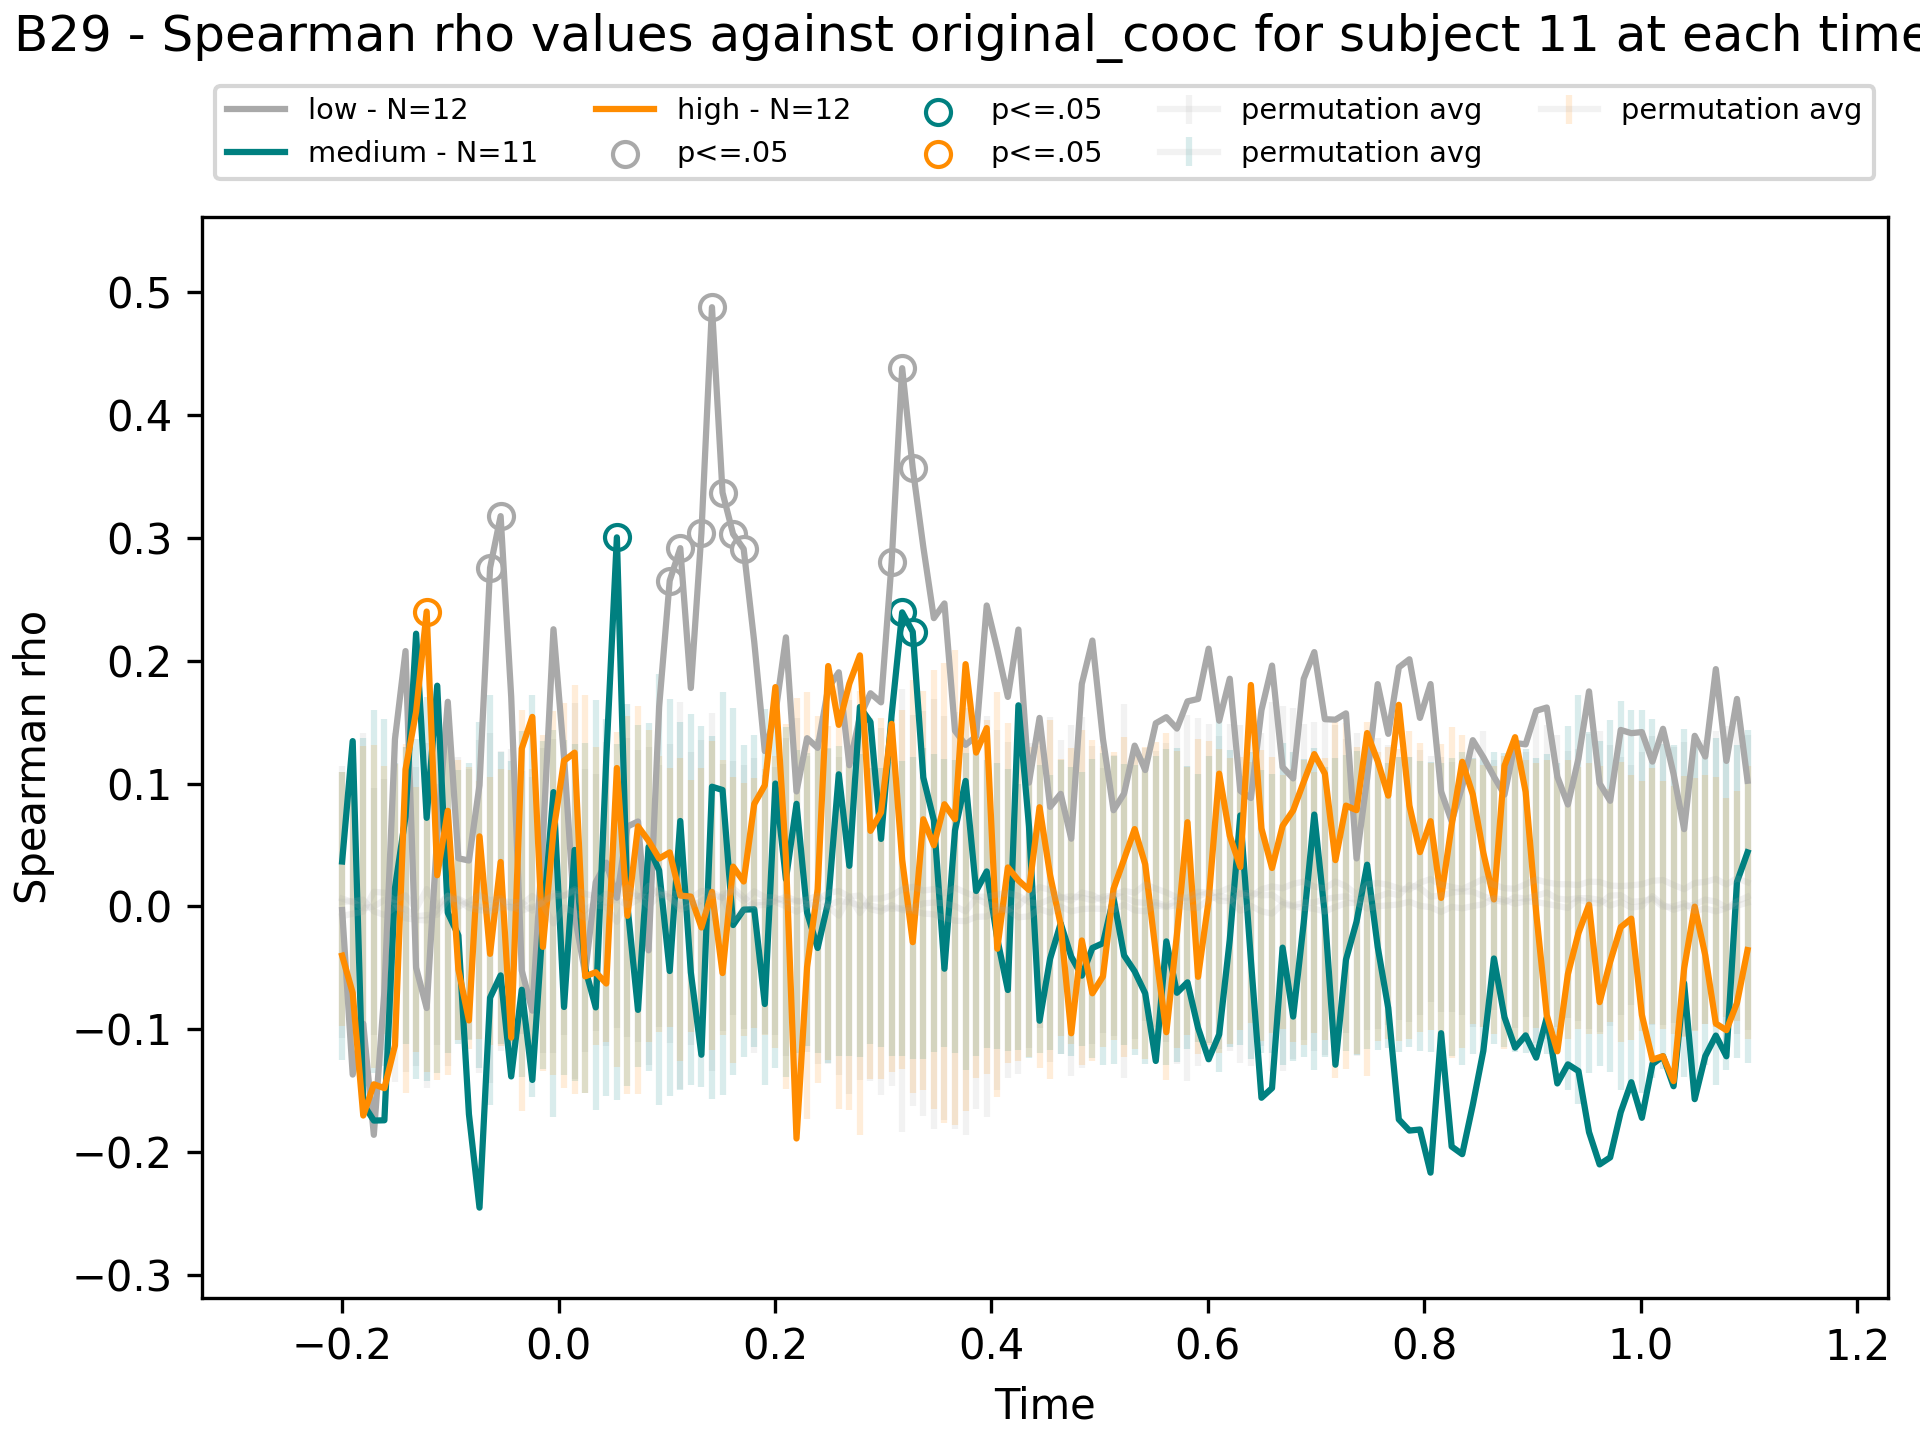 B29 - Spearman rho values against original_cooc for subject 11 at each time
low - N=12
medium - N=11
high - N=12
p<=.05
p<=.05
p<=.05
permutation avg
permutation avg
permutation avg
Spearman rho
0.5
0.4
0.3
0.2
0.1
0.0
−0.1
−0.2
−0.3
−0.2
0.0
0.2
0.4
0.6
0.8
1.0
1.2
Time